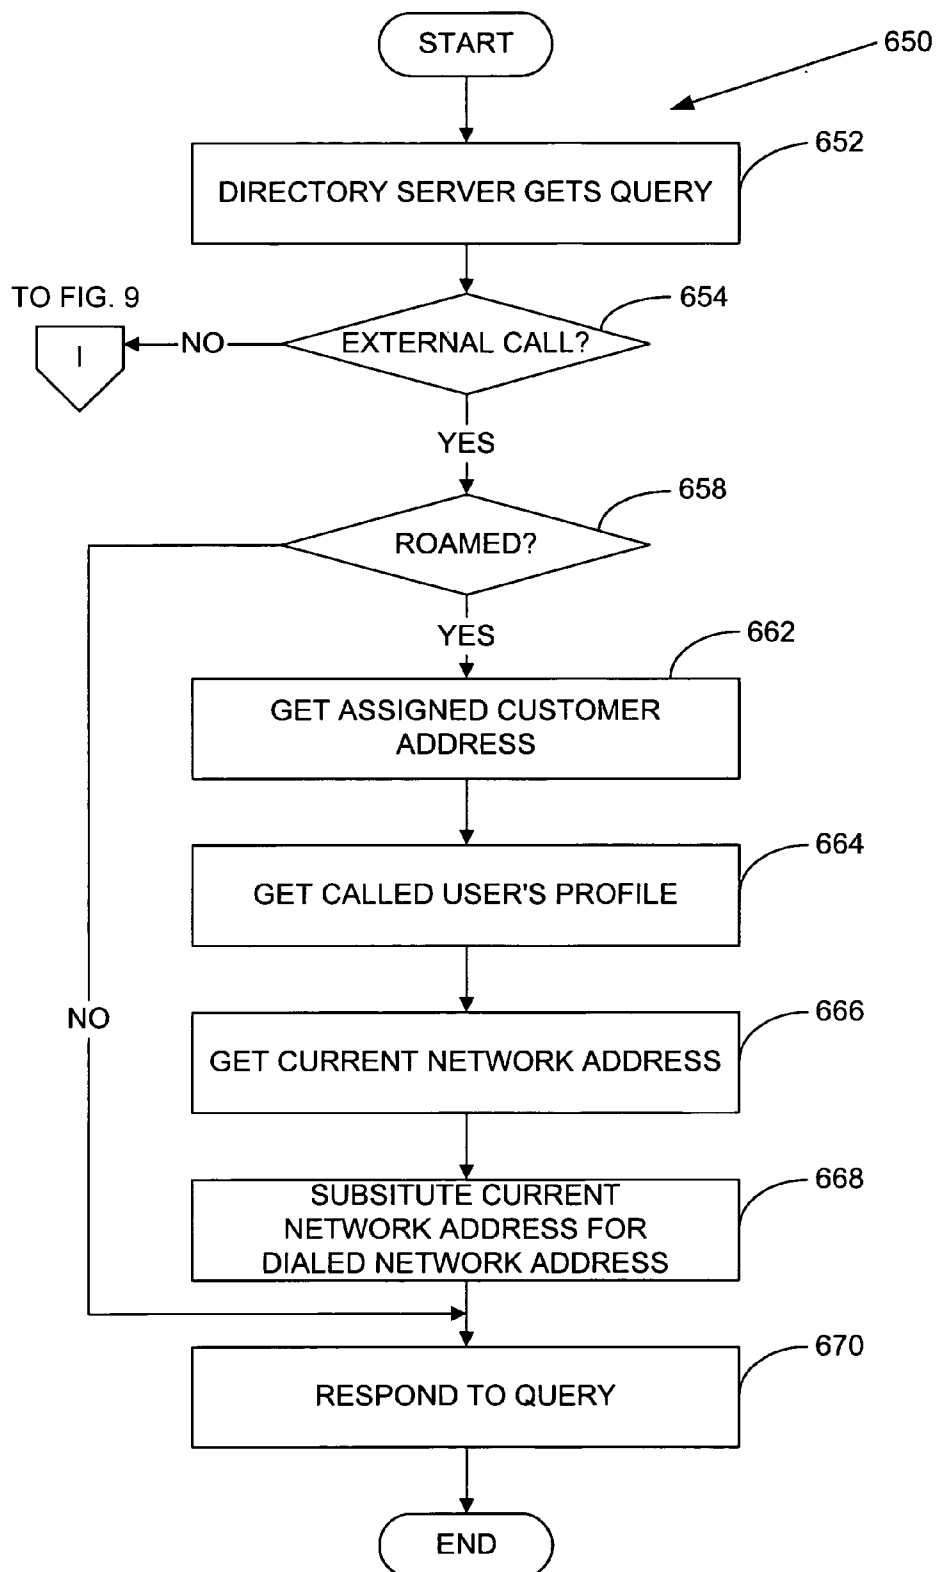 START
650
652
DIRECTORY SERVER GETS QUERY
TO FIG. 9
654
I
NO
EXTERNAL CALL?
YES
658
ROAMED?
YES
662
GET ASSIGNED CUSTOMER
ADDRESS
664
GET CALLED USER'S PROFILE
NO
666
GET CURRENT NETWORK ADDRESS
668
SUBSITUTE CURRENT
NETWORK ADDRESS FOR
DIALED NETWORK ADDRESS
670
RESPOND TO QUERY
END